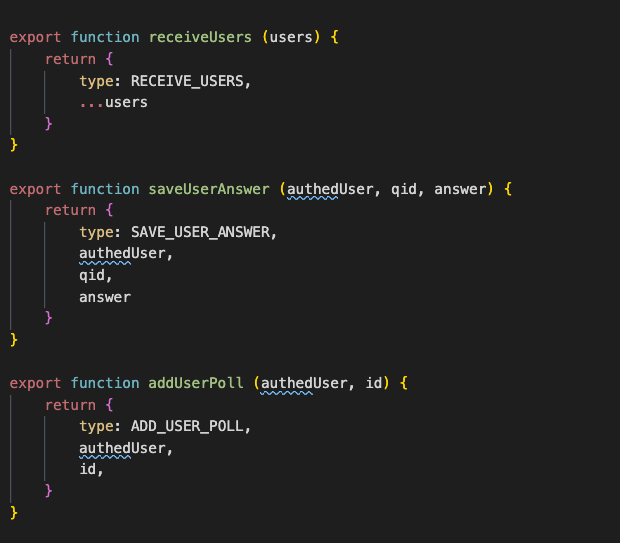 export function receiveUsers (users) {
return {
type: RECEIVE_USERS,
...users
}
}
export function saveUserAnswer (authedUser, qid, answer) {
return {
type: SAVE_USER_ANSWER,
authedUser,
qid,
answer
}
}
export function addUserPoll (authedUser, id) {
return {
type: ADD_USER_POLL,
authedUser,
id,
}
}